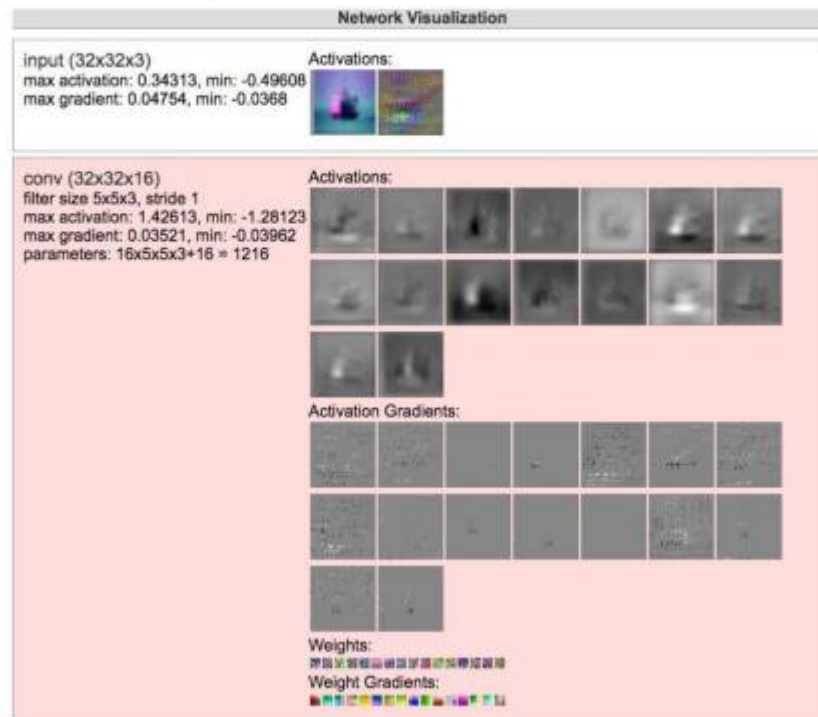 Network Visualization
input (32x32x3)
max activation: 0.34313, min: -0.49608
max gradient: 0.04754, min: -0.0368
Activations:
conv (32x32x16)
filter size 5x5x3, stride 1
max activation: 1.42613, min: -1.28123
max gradient: 0.03521, min: -0.03962
parameters: 16x5x5x3+16 = 1216
Activations:
Activation Gradients:
Weights:
Weight Gradients: